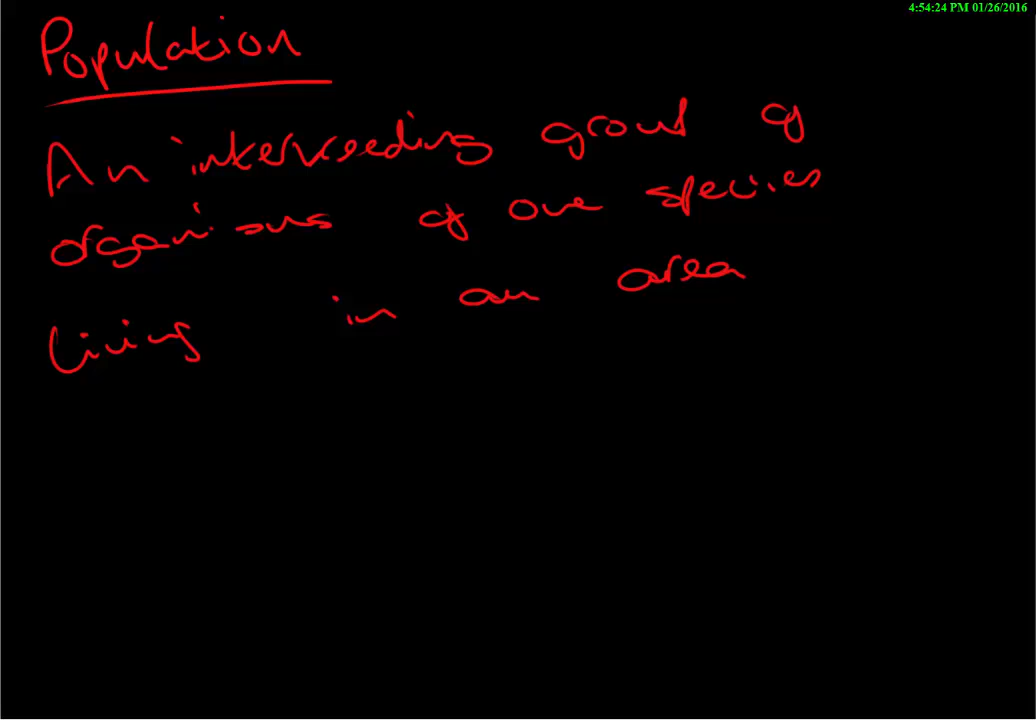 4:54:24 PM 01/26/2016
Population
An interbreeding group of
organisms of one species
living in an area